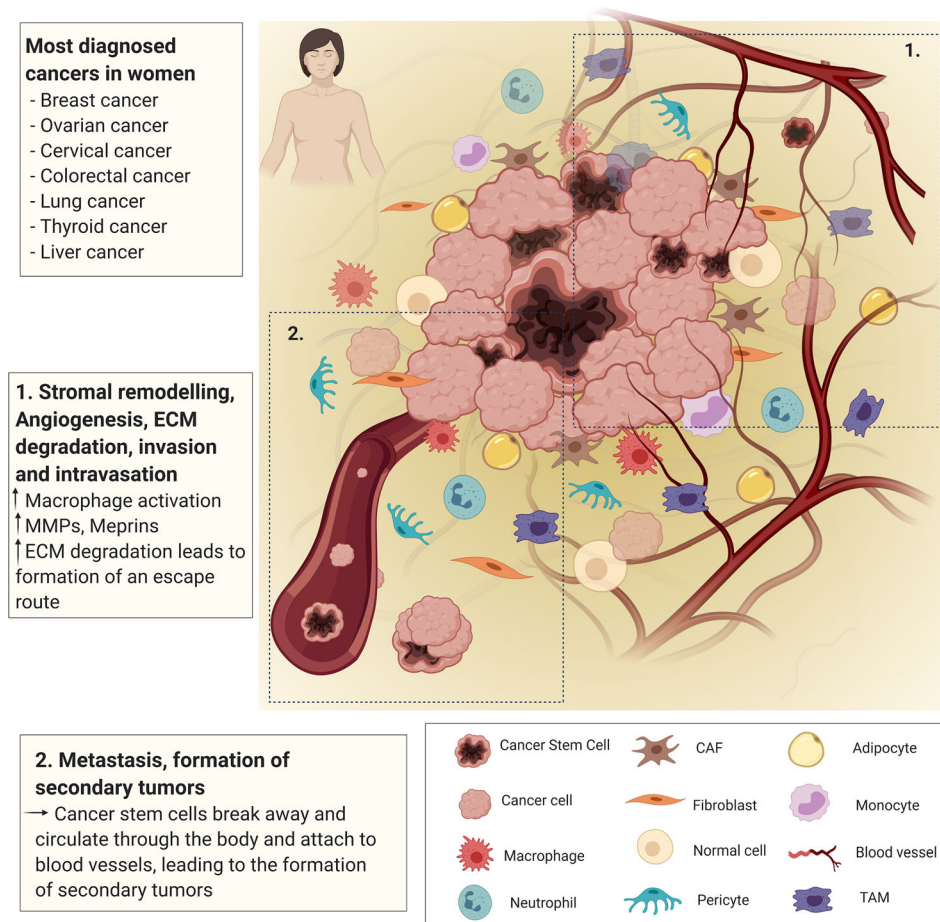 Most diagnosed
cancers in women
- Breast cancer
- Ovarian cancer
- Cervical cancer
- Colorectal cancer
- Lung cancer
- Thyroid cancer
- Liver cancer
1.
2.
1. Stromal remodelling,
Angiogenesis, ECM
degradation, invasion
and intravasation
↑ Macrophage activation
↑ MMPs, Meprins
↑ ECM degradation leads to
formation of an escape
route
2. Metastasis, formation of
secondary tumors
→ Cancer stem cells break away and
circulate through the body and attach to
blood vessels, leading to the formation
of secondary tumors
Cancer Stem Cell
CAF
Adipocyte
Cancer cell
Fibroblast
Monocyte
Macrophage
Normal cell
Blood vessel
Neutrophil
Pericyte
TAM